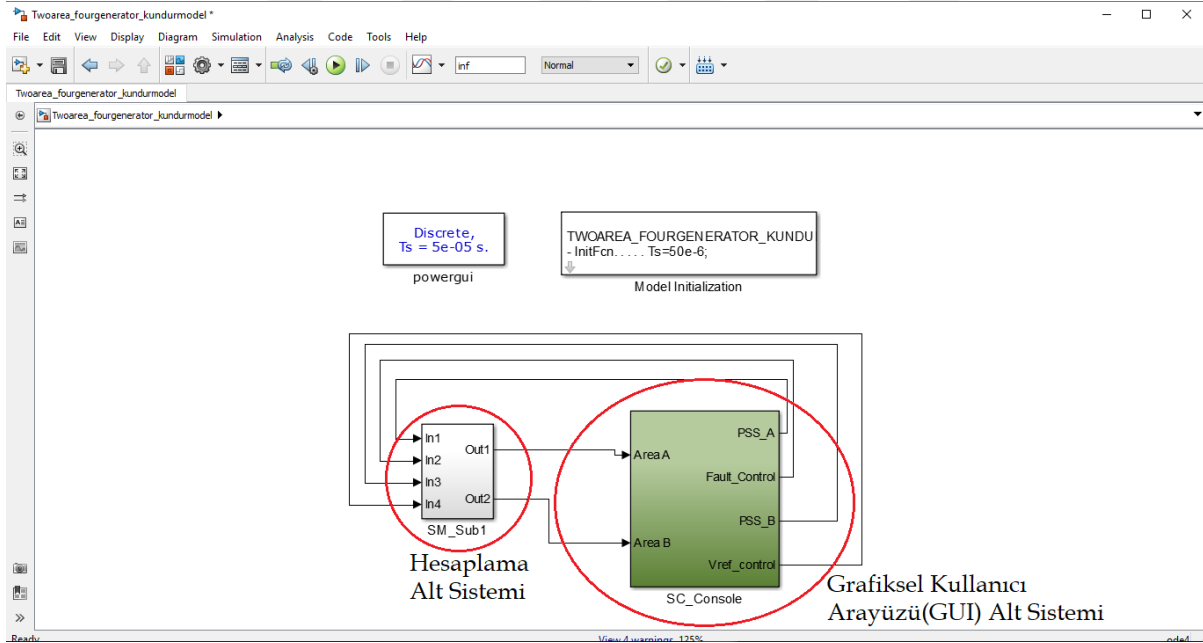 Twoarea_fourgenerator_kundurmodel *
File Edit View Display Diagram Simulation Analysis Code Tools Help
inf
Normal
Twoarea_fourgenerator_kundurmodel
Twoarea_fourgenerator_kundurmodel
Discrete,
Ts = 5e-05 s.
powergui
TWOAREA_FOURGENERATOR_KUNDU
- InitFcn..... Ts=50e-6;
Model Initialization
In1
In2
In3
In4
Out1
Out2
SM_Sub1
Hesaplama
Alt Sistemi
Area A
Area B
PSS_A
Fault_Control
PSS_B
Vref_control
SC_Console
Grafiksel Kullanıcı
Arayüzü(GUI) Alt Sistemi
Ready
View 4 warnings 125%
ode4